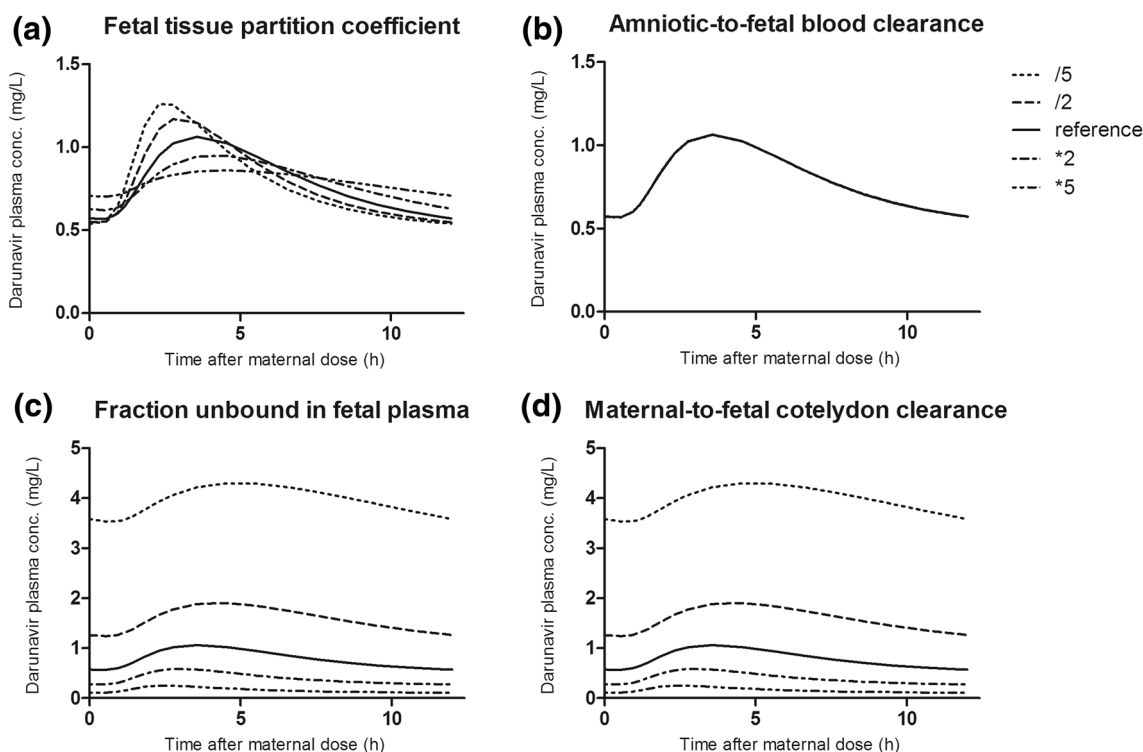 (a) Fetal tissue partition coefficient
Darunavir plasma conc. (mg/L)
1.5
1.0
0.5
0.0
0 5 10
Time after maternal dose (h)
(b) Amniotic-to-fetal blood clearance
Darunavir plasma conc. (mg/L)
1.5
1.0
0.5
0.0
0 5 10
Time after maternal dose (h)
/5
/2
reference
*2
*5
(c) Fraction unbound in fetal plasma
Darunavir plasma conc. (mg/L)
5
4
3
2
1
0
0 5 10
Time after maternal dose (h)
(d) Maternal-to-fetal cotelydon clearance
Darunavir plasma conc. (mg/L)
5
4
3
2
1
0
0 5 10
Time after maternal dose (h)